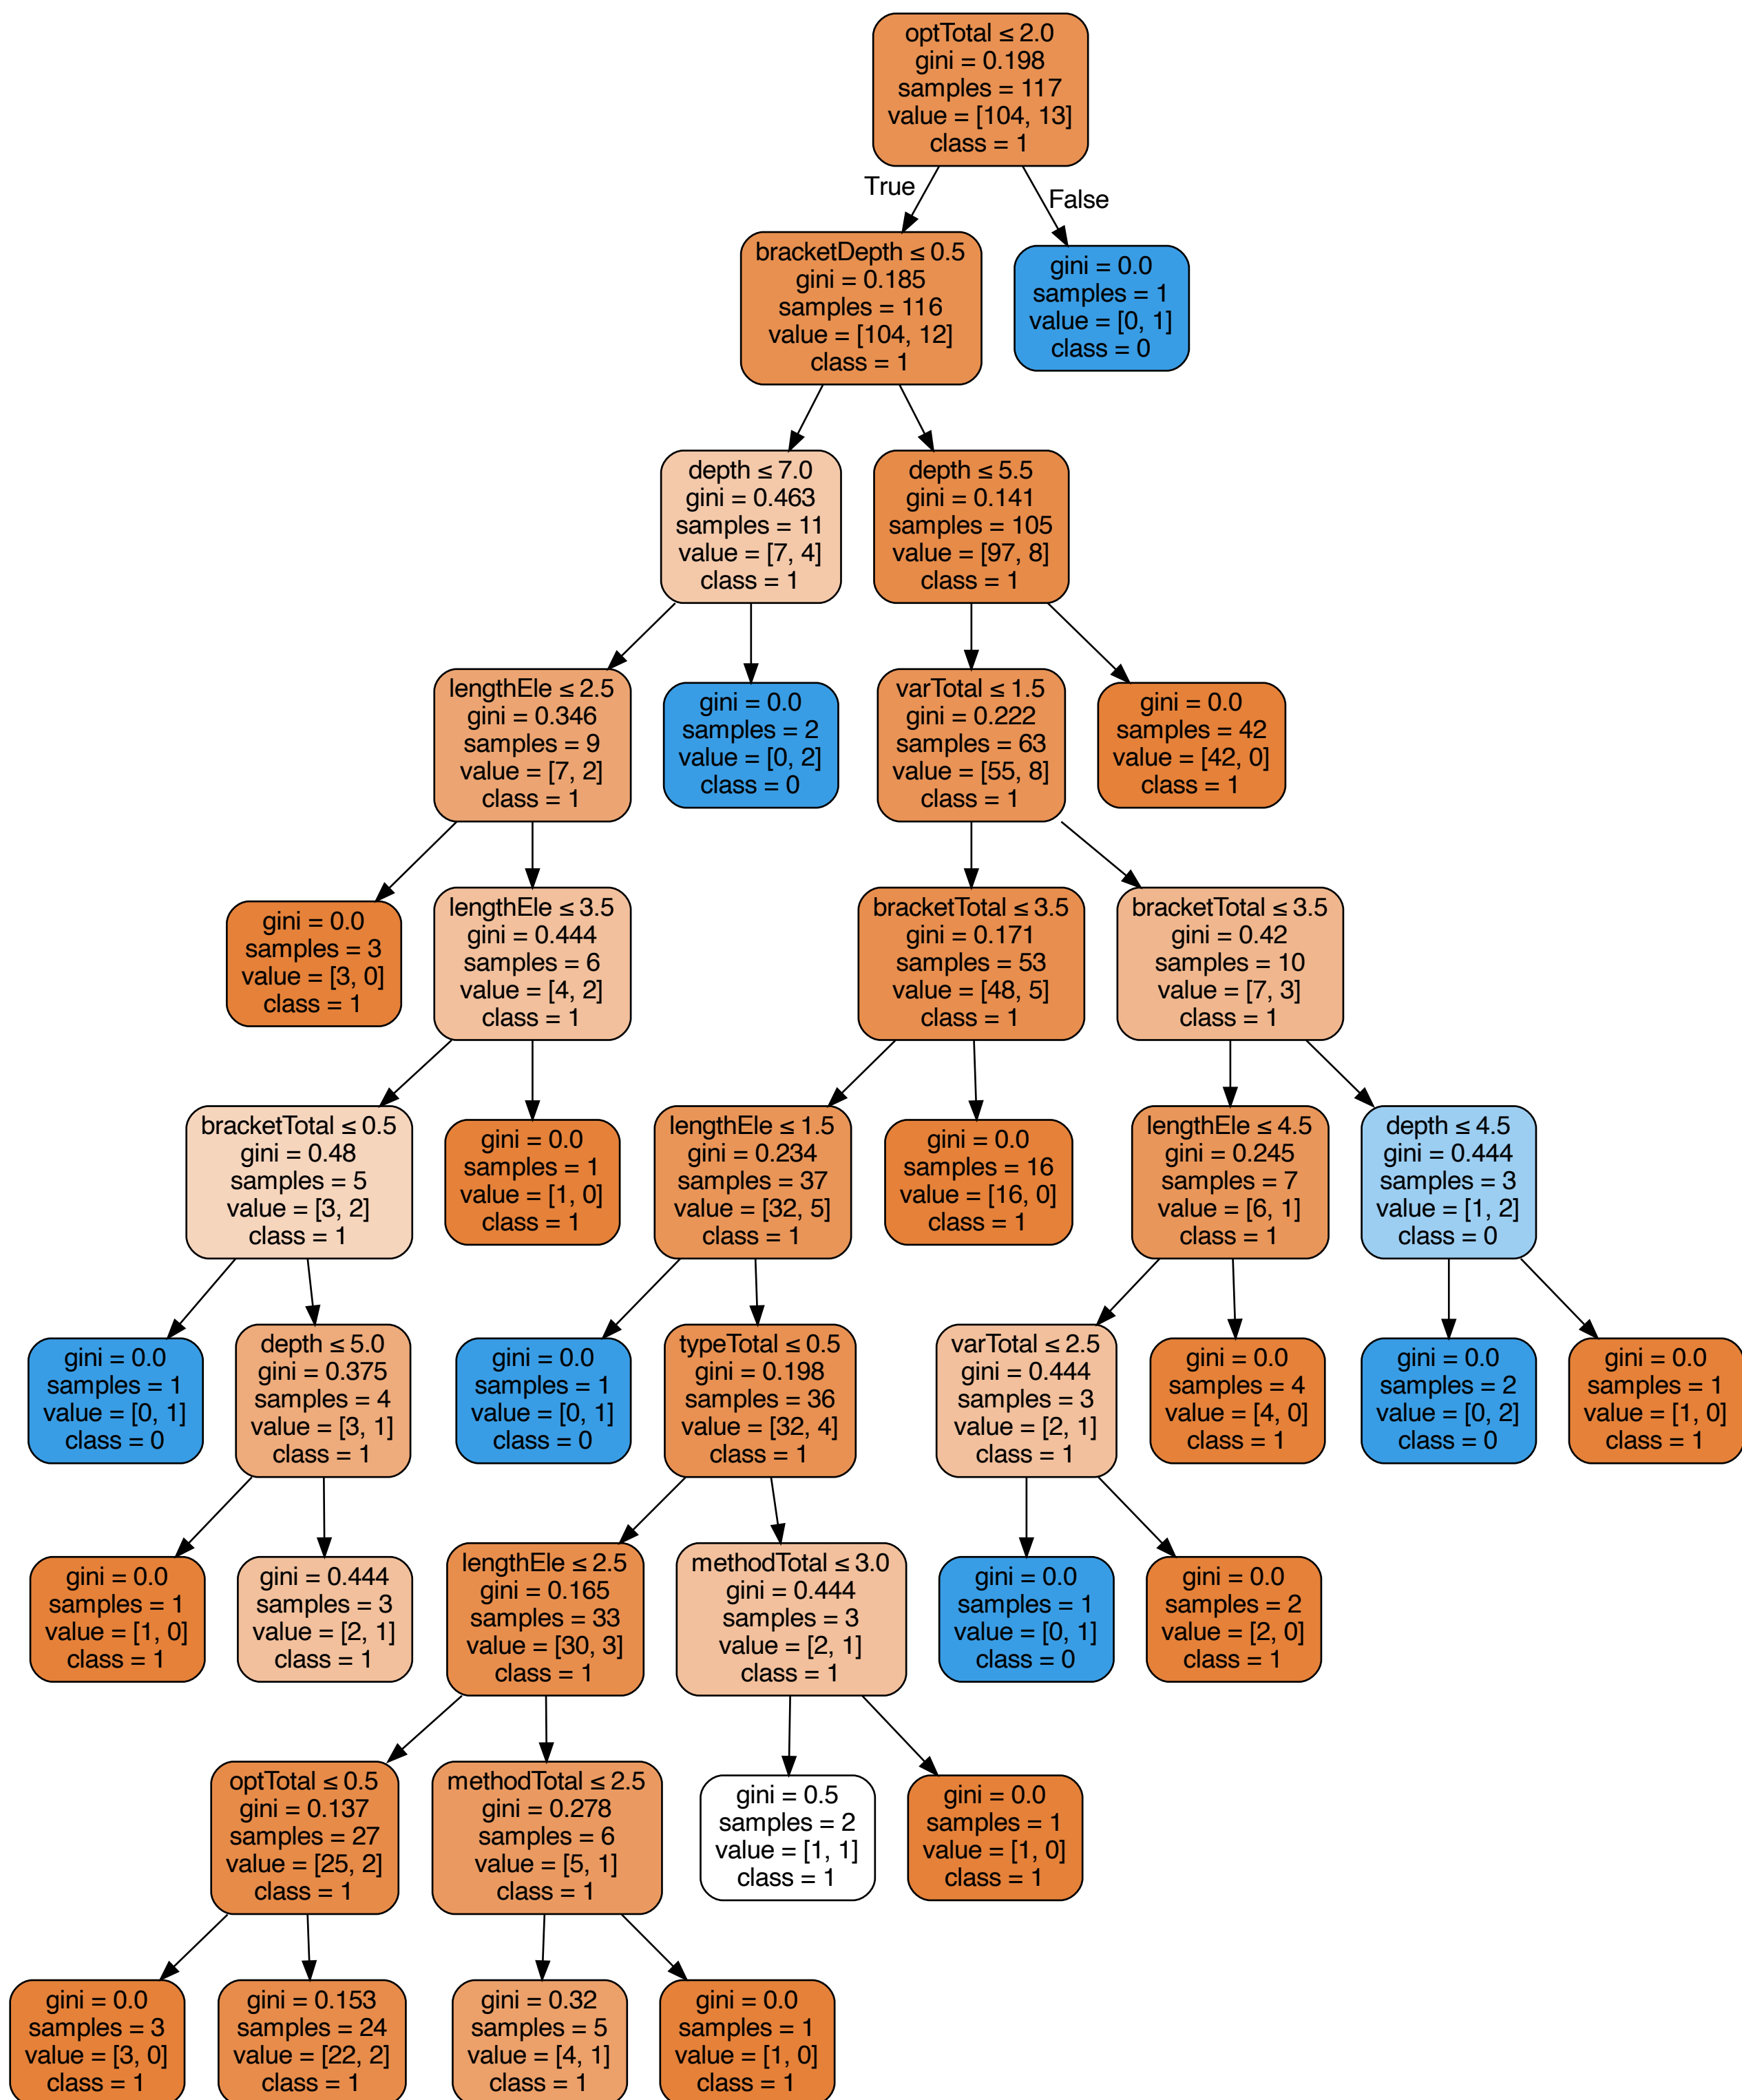 optTotal ≤ 2.0
gini = 0.198
samples = 117
value = [104, 13]
class = 1
True
False
bracketDepth ≤ 0.5
gini = 0.185
samples = 116
value = [104, 12]
class = 1
gini = 0.0
samples = 1
value = [0, 1]
class = 0
depth ≤ 7.0
gini = 0.463
samples = 11
value = [7, 4]
class = 1
depth ≤ 5.5
gini = 0.141
samples = 105
value = [97, 8]
class = 1
lengthEle ≤ 2.5
gini = 0.346
samples = 9
value = [7, 2]
class = 1
gini = 0.0
samples = 2
value = [0, 2]
class = 0
varTotal ≤ 1.5
gini = 0.222
samples = 63
value = [55, 8]
class = 1
gini = 0.0
samples = 42
value = [42, 0]
class = 1
gini = 0.0
samples = 3
value = [3, 0]
class = 1
lengthEle ≤ 3.5
gini = 0.444
samples = 6
value = [4, 2]
class = 1
bracketTotal ≤ 3.5
gini = 0.171
samples = 53
value = [48, 5]
class = 1
bracketTotal ≤ 3.5
gini = 0.42
samples = 10
value = [7, 3]
class = 1
bracketTotal ≤ 0.5
gini = 0.48
samples = 5
value = [3, 2]
class = 1
gini = 0.0
samples = 1
value = [1, 0]
class = 1
lengthEle ≤ 1.5
gini = 0.234
samples = 37
value = [32, 5]
class = 1
gini = 0.0
samples = 16
value = [16, 0]
class = 1
lengthEle ≤ 4.5
gini = 0.245
samples = 7
value = [6, 1]
class = 1
depth ≤ 4.5
gini = 0.444
samples = 3
value = [1, 2]
class = 0
gini = 0.0
samples = 1
value = [0, 1]
class = 0
depth ≤ 5.0
gini = 0.375
samples = 4
value = [3, 1]
class = 1
gini = 0.0
samples = 1
value = [0, 1]
class = 0
typeTotal ≤ 0.5
gini = 0.198
samples = 36
value = [32, 4]
class = 1
varTotal ≤ 2.5
gini = 0.444
samples = 3
value = [2, 1]
class = 1
gini = 0.0
samples = 4
value = [4, 0]
class = 1
gini = 0.0
samples = 2
value = [0, 2]
class = 0
gini = 0.0
samples = 1
value = [1, 0]
class = 1
gini = 0.0
samples = 1
value = [1, 0]
class = 1
gini = 0.444
samples = 3
value = [2, 1]
class = 1
lengthEle ≤ 2.5
gini = 0.165
samples = 33
value = [30, 3]
class = 1
methodTotal ≤ 3.0
gini = 0.444
samples = 3
value = [2, 1]
class = 1
gini = 0.0
samples = 1
value = [0, 1]
class = 0
gini = 0.0
samples = 2
value = [2, 0]
class = 1
optTotal ≤ 0.5
gini = 0.137
samples = 27
value = [25, 2]
class = 1
methodTotal ≤ 2.5
gini = 0.278
samples = 6
value = [5, 1]
class = 1
gini = 0.5
samples = 2
value = [1, 1]
class = 1
gini = 0.0
samples = 1
value = [1, 0]
class = 1
gini = 0.0
samples = 3
value = [3, 0]
class = 1
gini = 0.153
samples = 24
value = [22, 2]
class = 1
gini = 0.32
samples = 5
value = [4, 1]
class = 1
gini = 0.0
samples = 1
value = [1, 0]
class = 1